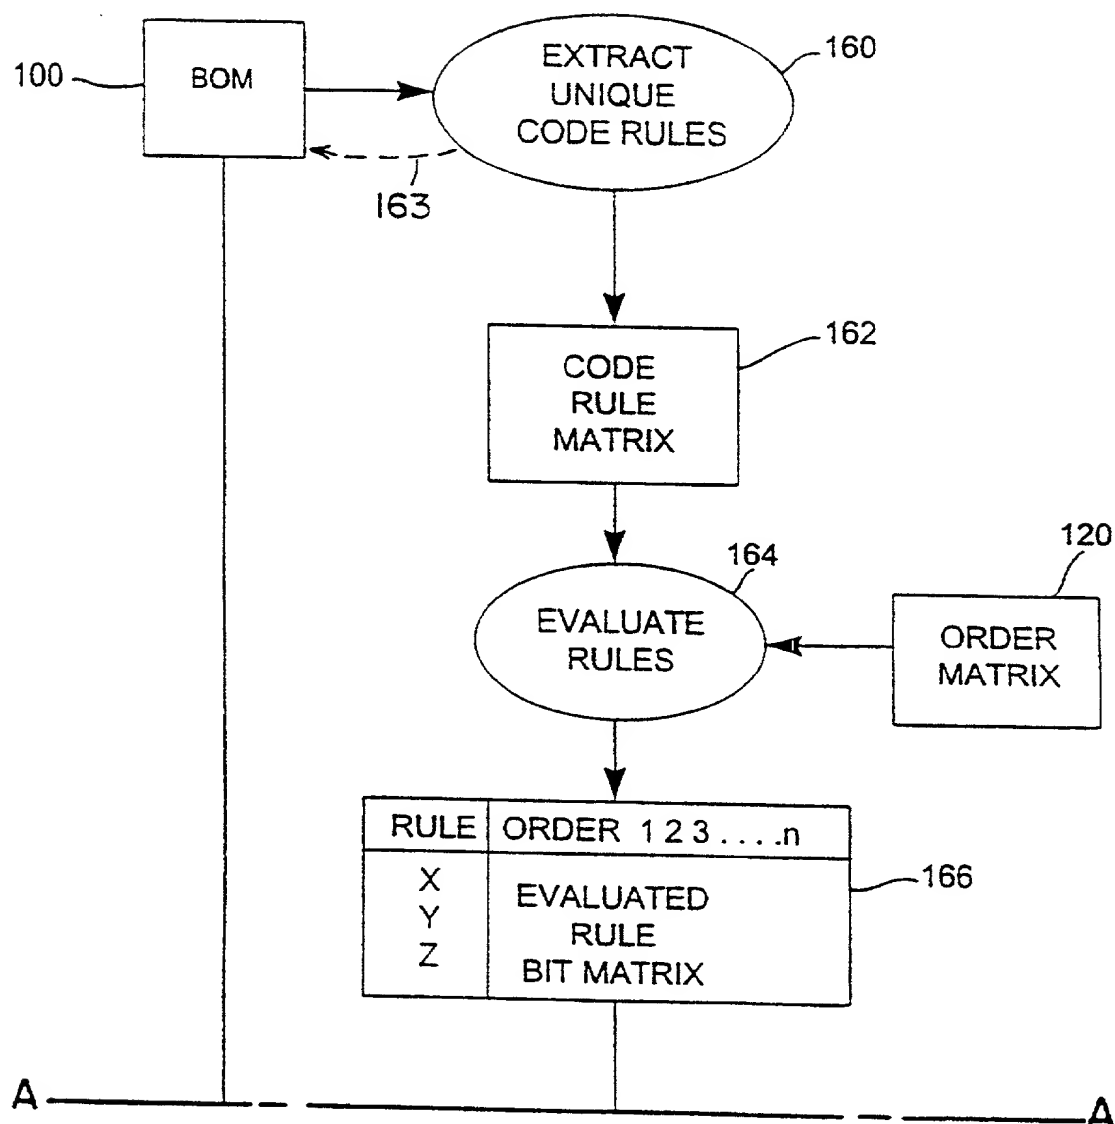 100
BOM
EXTRACT
UNIQUE
CODE RULES
160
163
CODE
RULE
MATRIX
162
EVALUATE
RULES
164
120
ORDER
MATRIX
RULE
ORDER 1 2 3 . . . .n
X
Y
Z
EVALUATED
RULE
BIT MATRIX
166
A
A